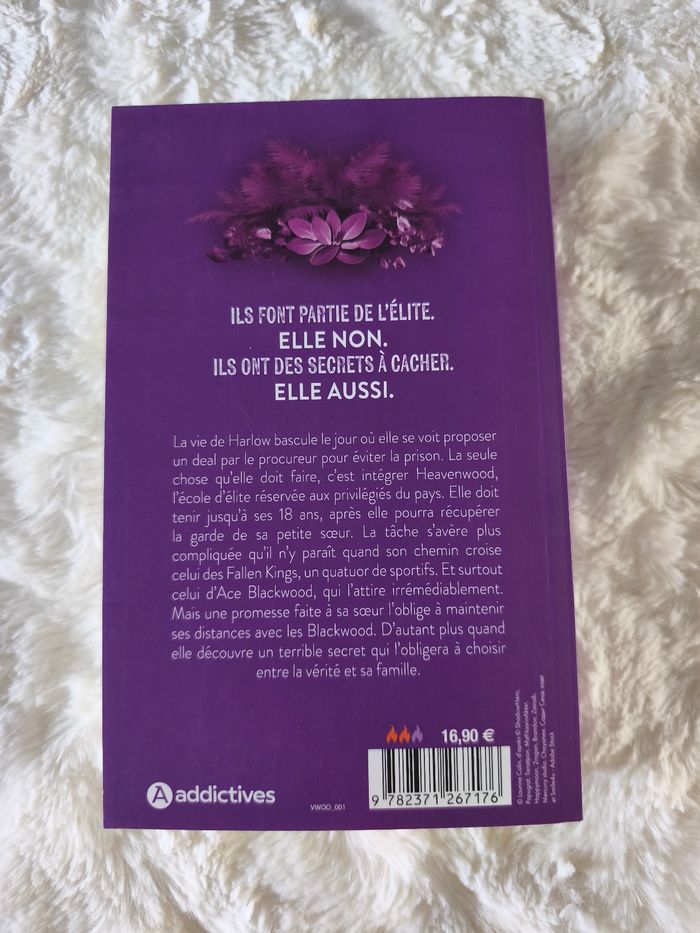 ILS FONT PARTIE DE L'ÉLITE.
ELLE NON.
ILS ONT DES SECRETS À CACHER.
ELLE AUSSI.
La vie de Harlow bascule le jour où elle se voit proposer
un deal par le procureur pour éviter la prison. La seule
chose qu'elle doit faire, c'est intégrer Heavenwood,
l'école d'élite réservée aux privilégiés du pays. Elle doit
tenir jusqu'à ses 18 ans, après elle pourra récupérer
la garde de sa petite sœur. La tâche s'avère plus
compliquée qu'il n'y paraît quand son chemin croise
celui des Fallen Kings, un quatuor de sportifs. Et surtout
celui d'Ace Blackwood, qui l'attire irrémédiablement.
Mais une promesse faite à sa sœur l'oblige à maintenir
ses distances avec les Blackwood. D'autant plus quand
elle découvre un terrible secret qui l'obligera à choisir
entre la vérité et sa famille.
16,90 €
A addictives
VWOO_001
9 782371 267176
© ShadowHero,
Adobe Stock